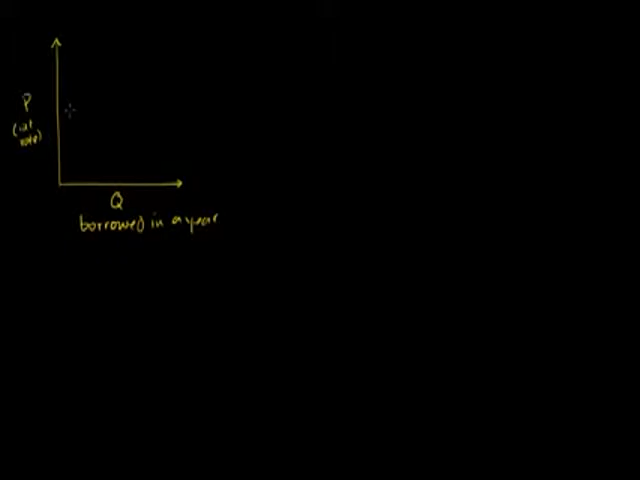 P
(int
rate)
Q
borrowed in a year